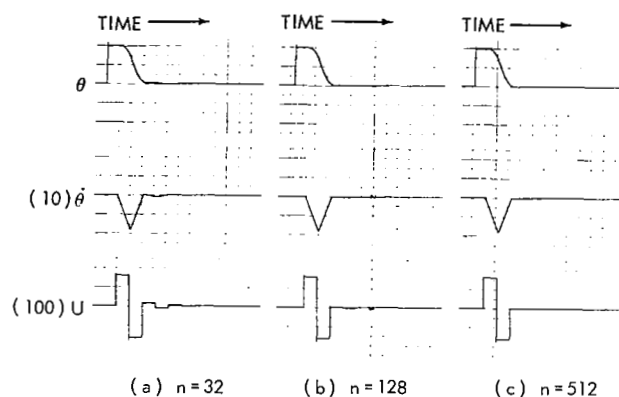 TIME TIME TIME
θ
(10) θ̇
(100) U
(a) n=32 (b) n=128 (c) n=512